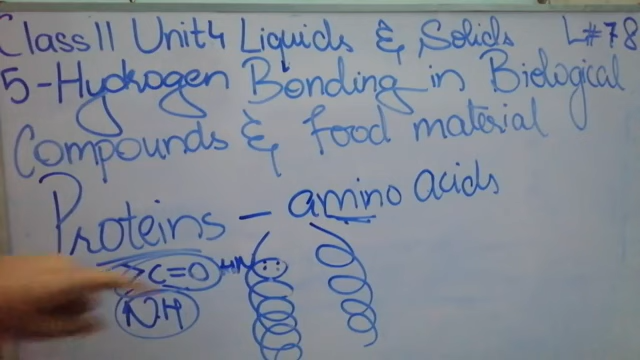 Class 11 Unit 4 Liquids & Solids L#78
5-Hydrogen Bonding in Biological
Compounds & Food material
Proteins - amino acids
>C=O HN
NH